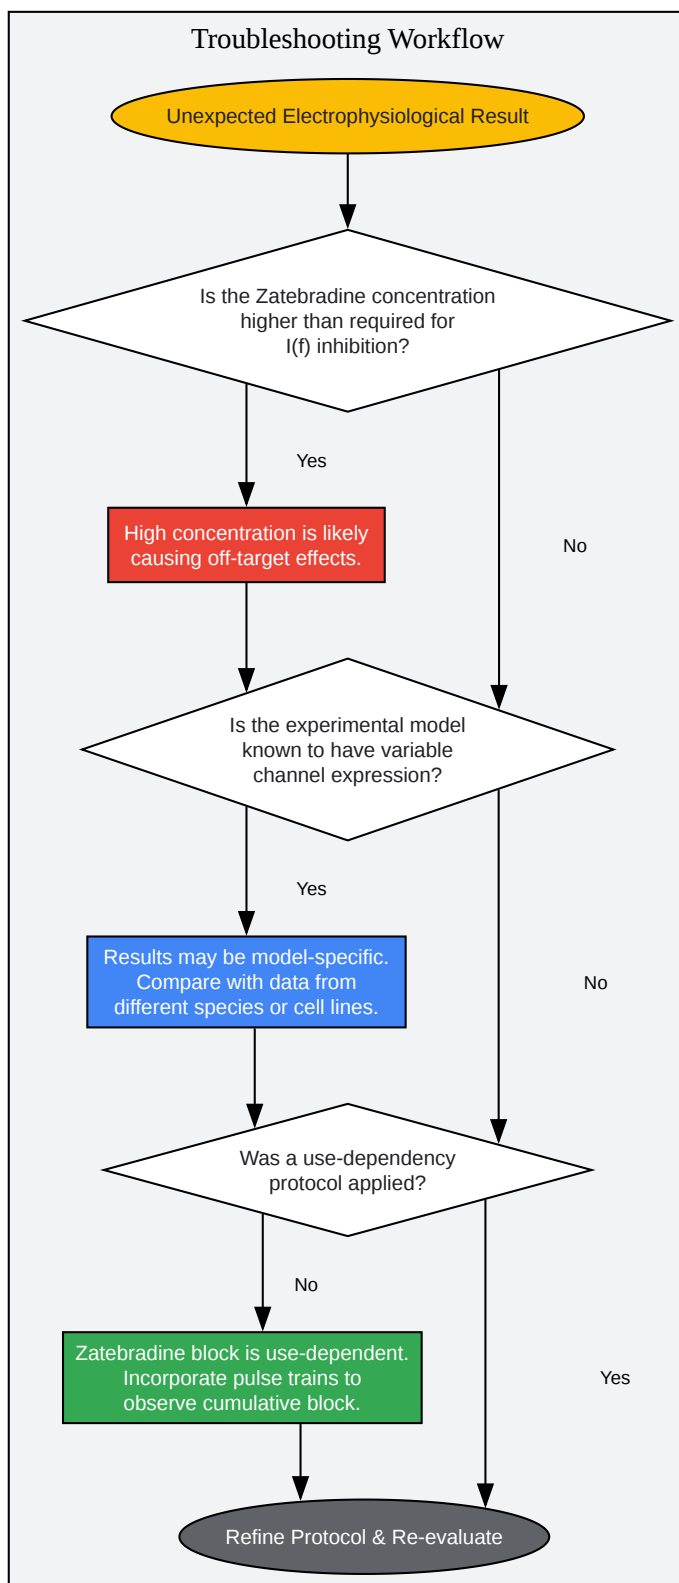 Troubleshooting Workflow
Unexpected Electrophysiological Result
Is the Zatebradine concentration
higher than required for
I(f) inhibition?
Yes
High concentration is likely
causing off-target effects.
No
Is the experimental model
known to have variable
channel expression?
Yes
Results may be model-specific.
Compare with data from
different species or cell lines.
No
Was a use-dependency
protocol applied?
No
Zatebradine block is use-dependent.
Incorporate pulse trains to
observe cumulative block.
Yes
Refine Protocol & Re-evaluate